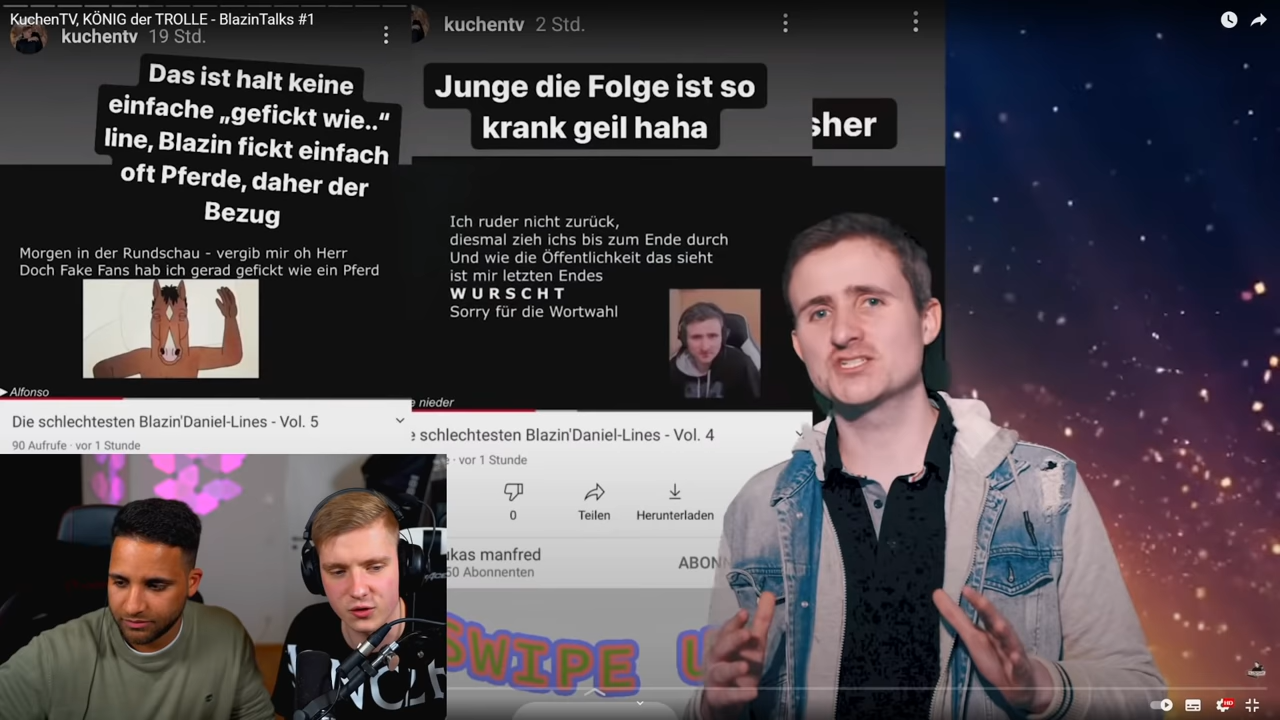 KuchenTV, KÖNIG der TROLLE - BlazinTalks #1
kuchentv 19 Std.
Das ist halt keine
einfache „gefickt wie..“
line, Blazin fickt einfach
oft Pferde, daher der
Bezug
Morgen in der Rundschau - vergib mir oh Herr
Doch Fake Fans hab ich gerad gefickt wie ein Pferd
Alfonso
Die schlechtesten Blazin'Daniel-Lines - Vol. 5
90 Aufrufe · vor 1 Stunde
kuchentv 2 Std.
Junge die Folge ist so
krank geil haha
sher
Ich ruder nicht zurück,
diesmal zieh ichs bis zum Ende durch
Und wie die Öffentlichkeit das sieht
ist mir letzten Endes
WURSCHT
Sorry für die Wortwahl
e nieder
e schlechtesten Blazin'Daniel-Lines - Vol. 4
· vor 1 Stunde
0 Teilen Herunterladen
ukas manfred
50 Abonnenten
ABON
SWIPE U
HD